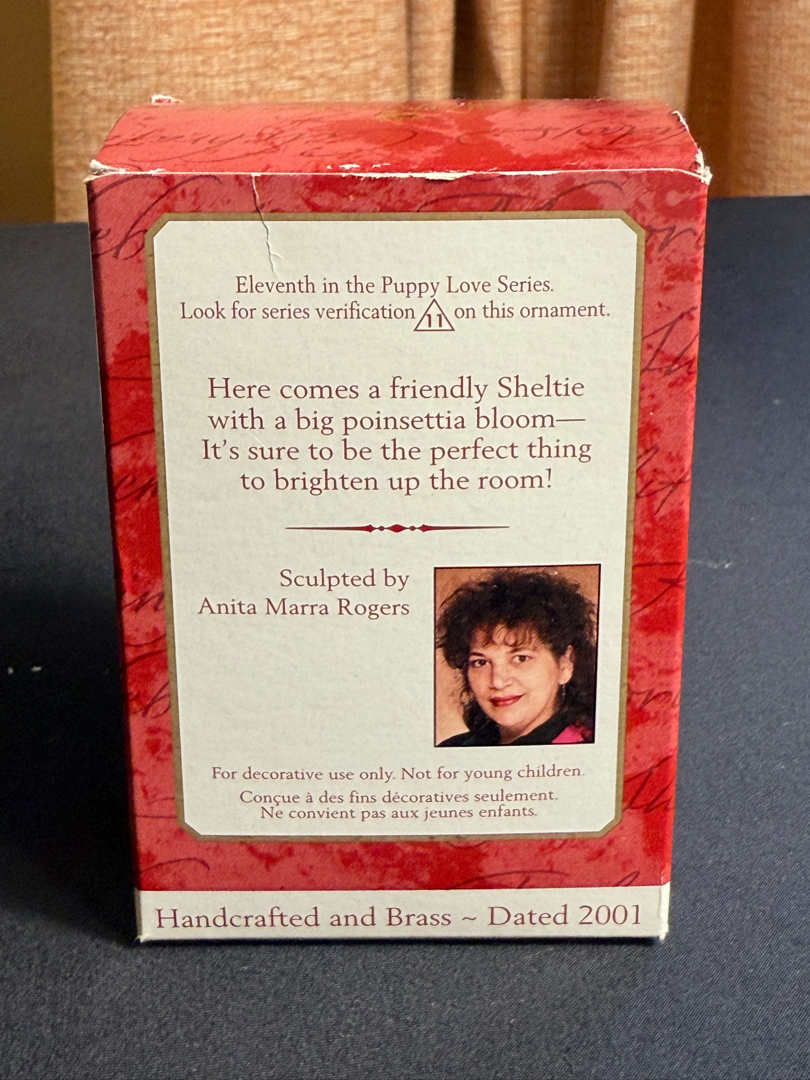 Eleventh in the Puppy Love Series.
Look for series verification 11 on this ornament.
Here comes a friendly Sheltie
with a big poinsettia bloom—
It's sure to be the perfect thing
to brighten up the room!
Sculpted by
Anita Marra Rogers
For decorative use only. Not for young children.
Conçue à des fins décoratives seulement.
Ne convient pas aux jeunes enfants.
Handcrafted and Brass ~ Dated 2001